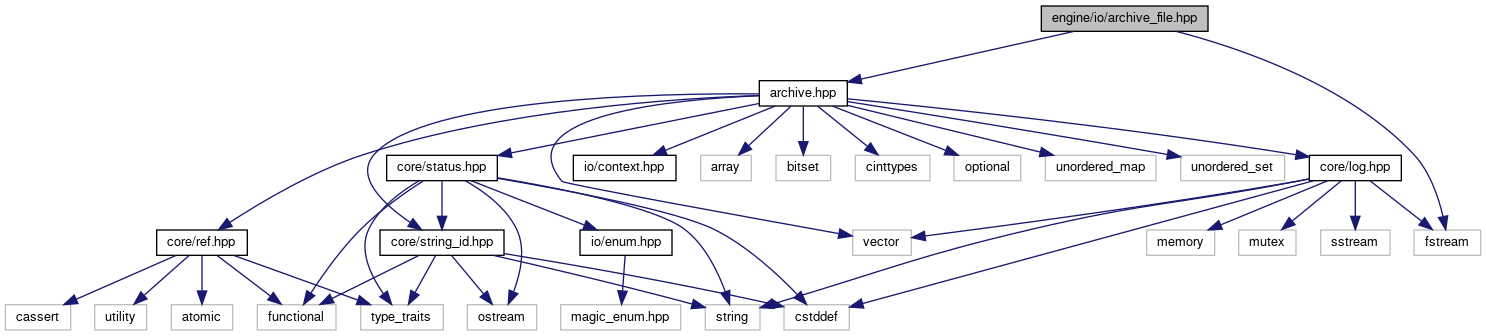 engine/io/archive_file.hpp
archive.hpp
core/status.hpp
io/context.hpp
array
bitset
cinttypes
optional
unordered_map
unordered_set
core/log.hpp
core/ref.hpp
core/string_id.hpp
io/enum.hpp
vector
memory
mutex
sstream
fstream
cassert
utility
atomic
functional
type_traits
ostream
magic_enum.hpp
string
cstddef